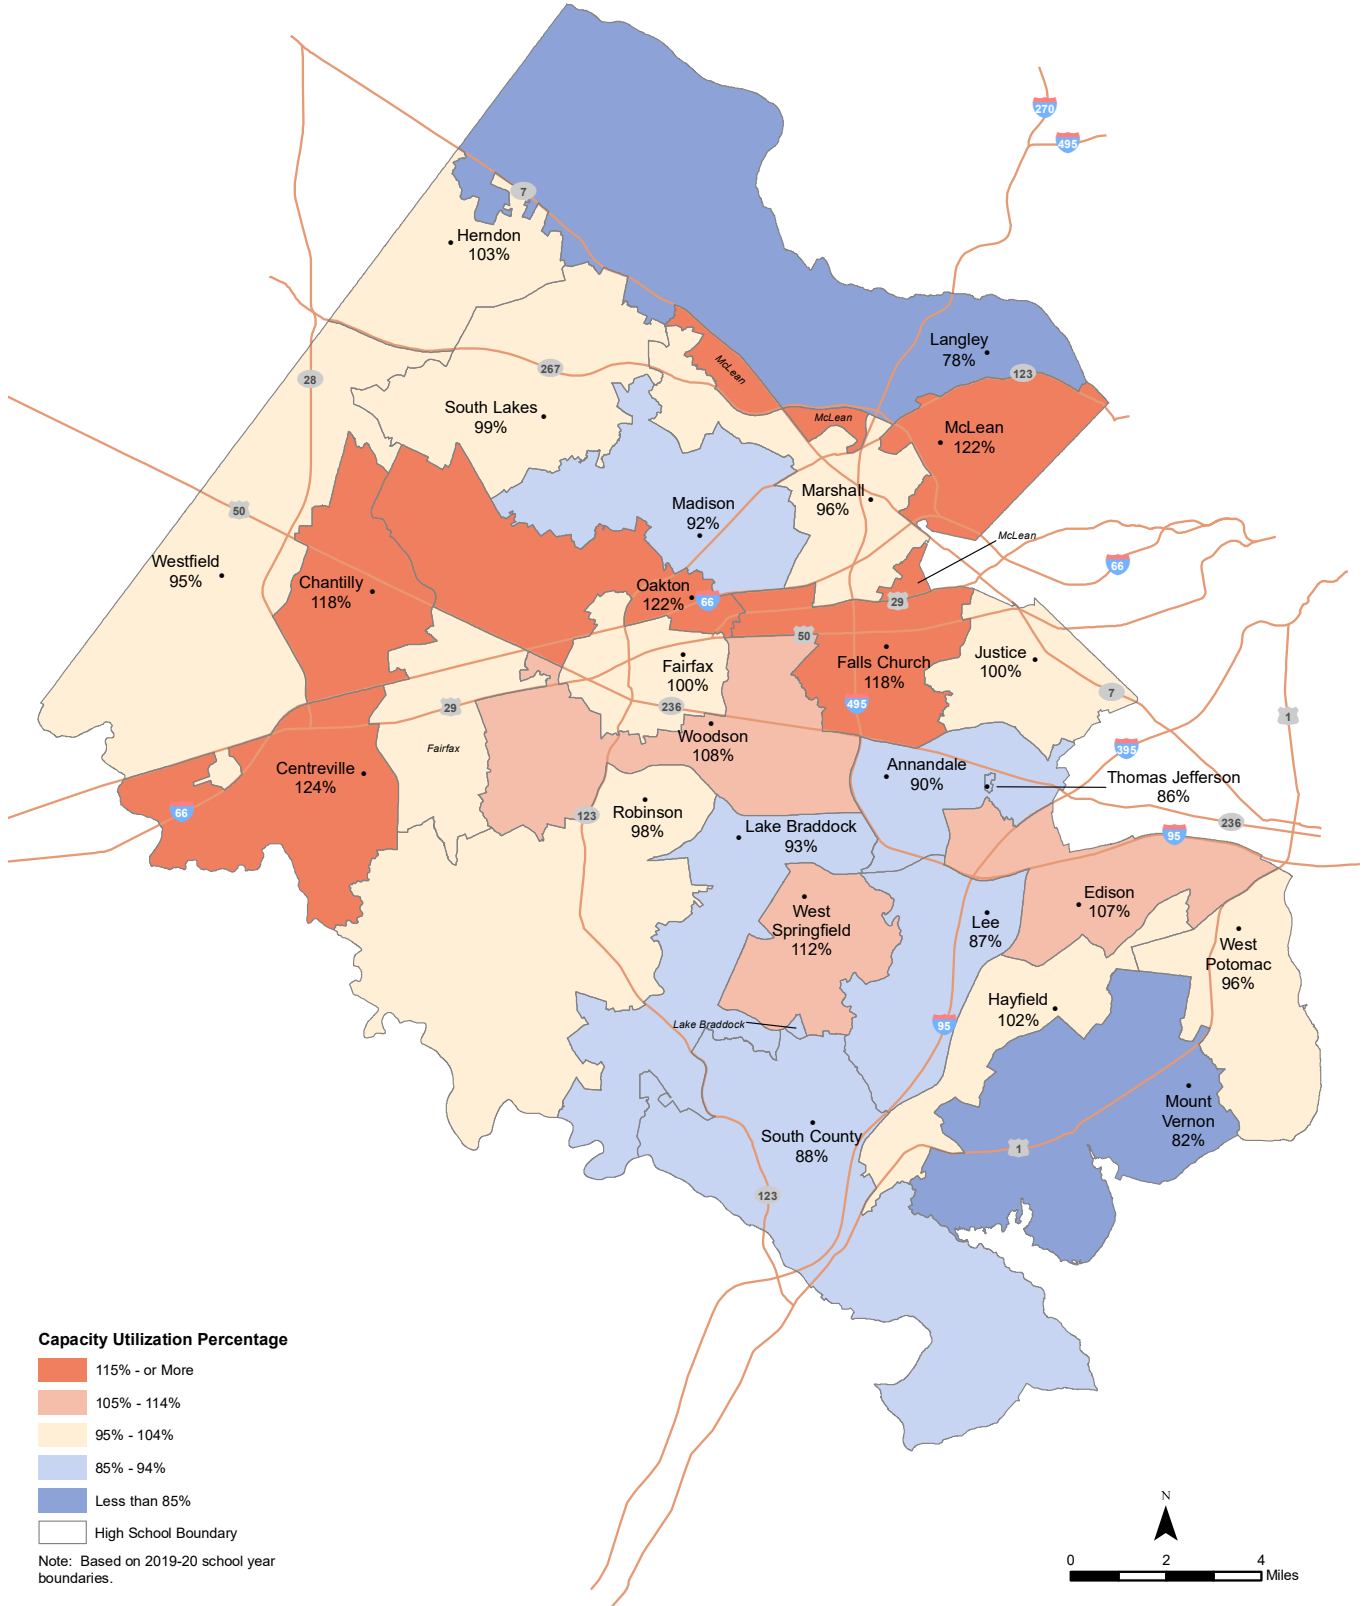 270
495
7
Herndon
103%
Langley
78%
123
267
28
McLean
South Lakes
99%
McLean
McLean
122%
Madison
92%
Marshall
96%
50
McLean
66
Westfield
95%
Chantilly
118%
Oakton
122%
66
29
50
Fairfax
100%
Falls Church
118%
Justice
100%
7
29
236
495
1
Fairfax
Woodson
108%
395
Centreville
124%
Annandale
90%
Thomas Jefferson
86%
66
123
Robinson
98%
Lake Braddock
93%
236
95
Edison
107%
West
Springfield
112%
Lee
87%
West
Potomac
96%
Hayfield
102%
95
Lake Braddock
Mount
Vernon
82%
South County
88%
1
123
Capacity Utilization Percentage
115% - or More
105% - 114%
95% - 104%
85% - 94%
Less than 85%
High School Boundary
Note: Based on 2019-20 school year
boundaries.
N
0 2 4
Miles